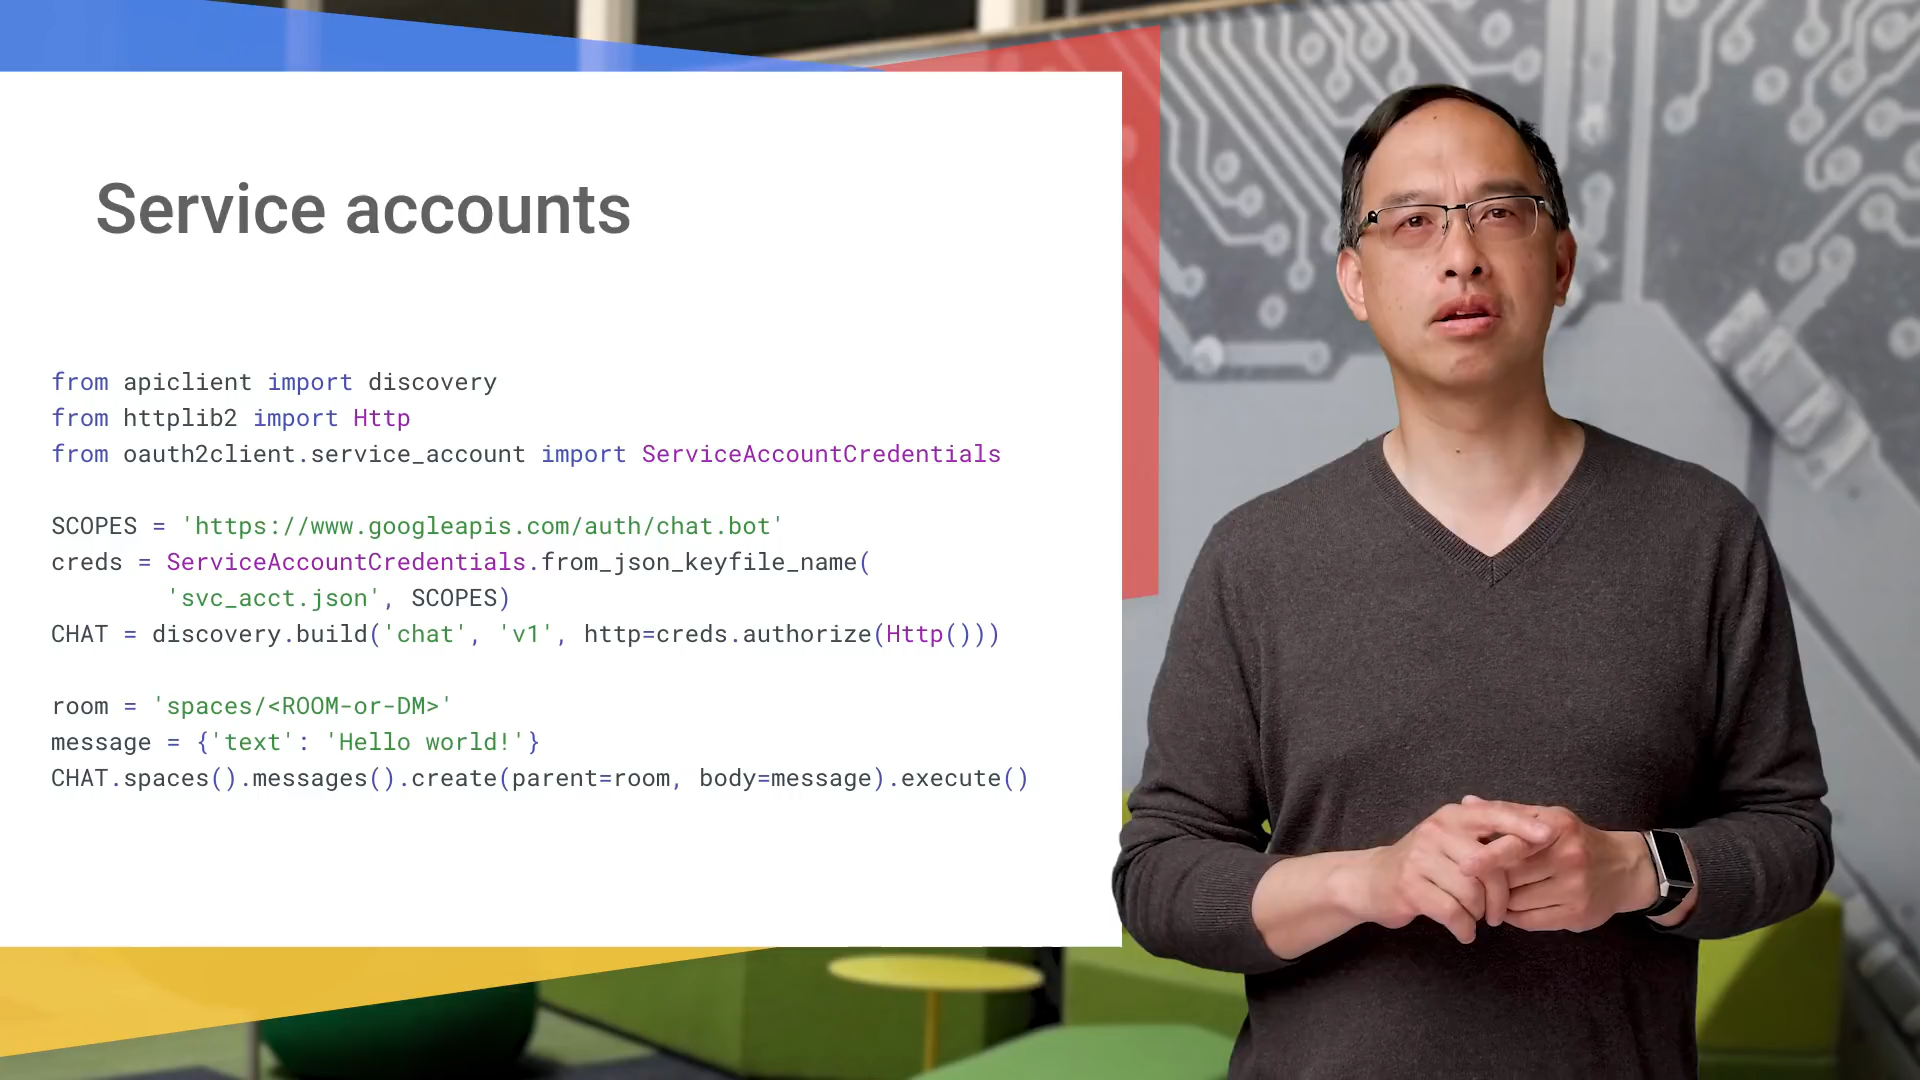 Service accounts
from apiclient import discovery
from httplib2 import Http
from oauth2client.service_account import ServiceAccountCredentials
SCOPES = 'https://www.googleapis.com/auth/chat.bot'
creds = ServiceAccountCredentials.from_json_keyfile_name(
'svc_acct.json', SCOPES)
CHAT = discovery.build('chat', 'v1', http=creds.authorize(Http()))
room = 'spaces/<ROOM-or-DM>'
message = {'text': 'Hello world!'}
CHAT.spaces().messages().create(parent=room, body=message).execute()